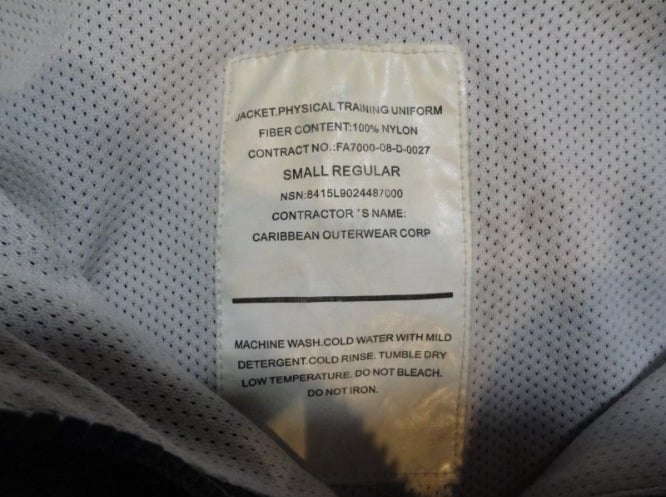 JACKET.PHYSICAL TRAINING UNIFORM
FIBER CONTENT:100% NYLON
CONTRACT NO.:FA7000-08-D-0027
SMALL REGULAR
NSN:8415L9024487000
CONTRACTOR 'S NAME:
CARIBBEAN OUTERWEAR CORP
MACHINE WASH.COLD WATER WITH MILD
DETERGENT.COLD RINSE. TUMBLE DRY
LOW TEMPERATURE. DO NOT BLEACH.
DO NOT IRON.